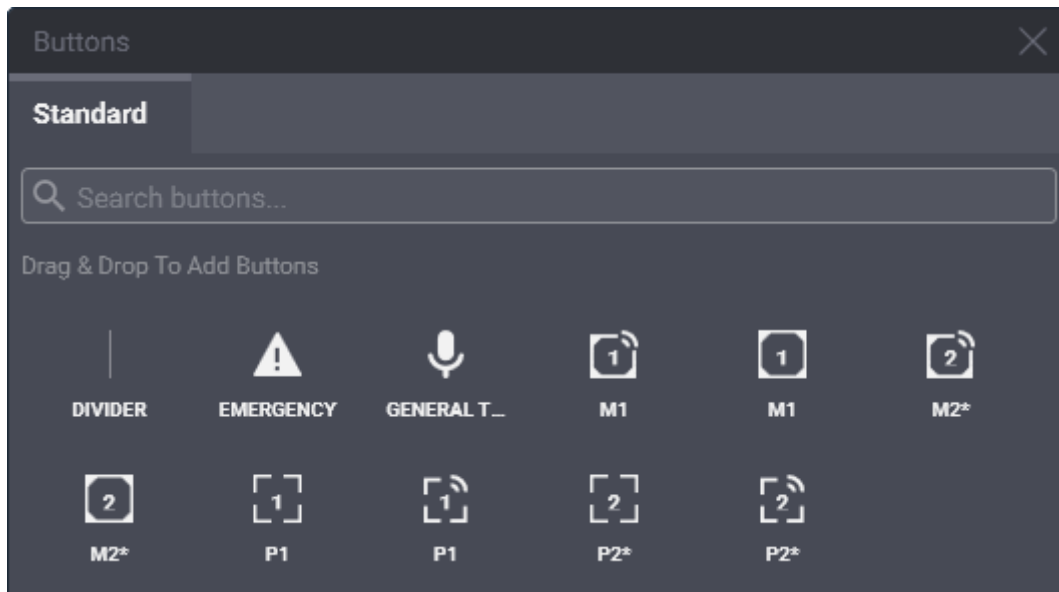 Buttons
Standard
Search buttons...
Drag & Drop To Add Buttons
1 1 2
DIVIDER EMERGENCY GENERAL T... M1 M1 M2*
2 1 1 2 2
M2* P1 P1 P2* P2*